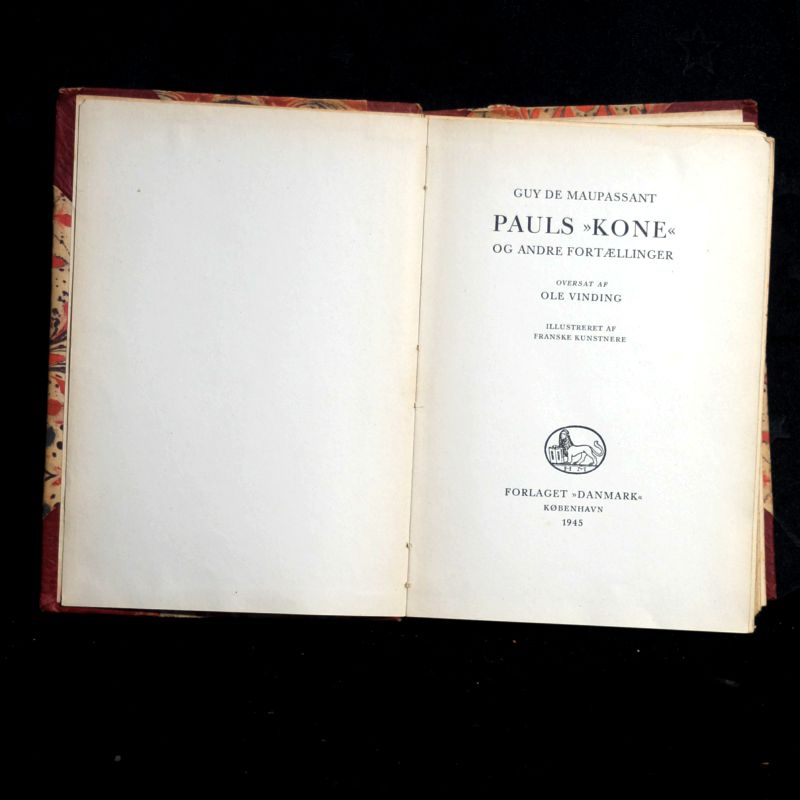 GUY DE MAUPASSANT
PAULS »KONE«
OG ANDRE FORTÆLLINGER
OVERSAT AF
OLE VINDING
ILLUSTRERET AF
FRANSKE KUNSTNERE
H M
FORLAGET »DANMARK«
KØBENHAVN
1945